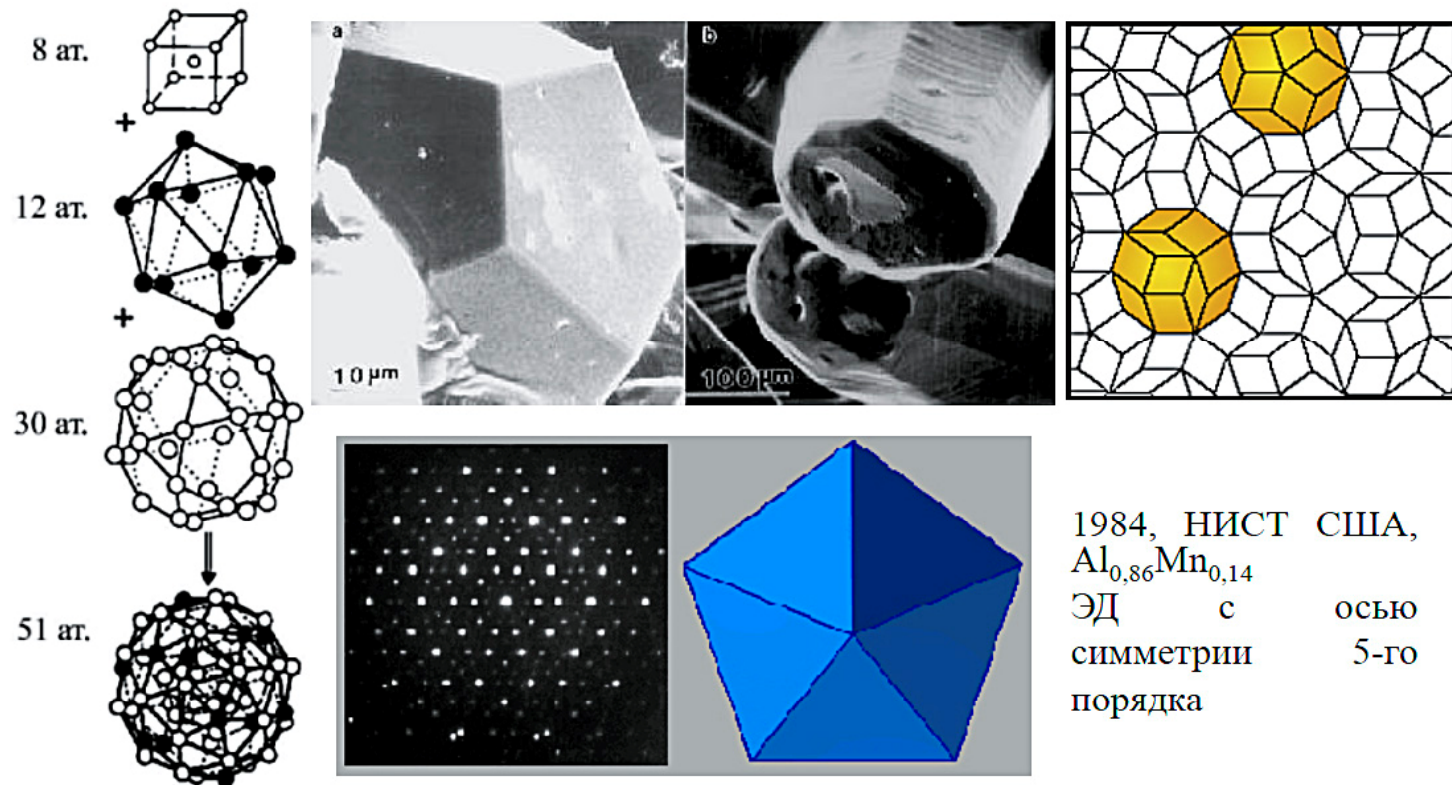 8 ат.
+
12 ат.
+
30 ат.
51 ат.
a
10 μm
b
100 μm
1984, НИСТ США,
Al0,86Mn0,14
ЭД с осью
симметрии 5-го
порядка